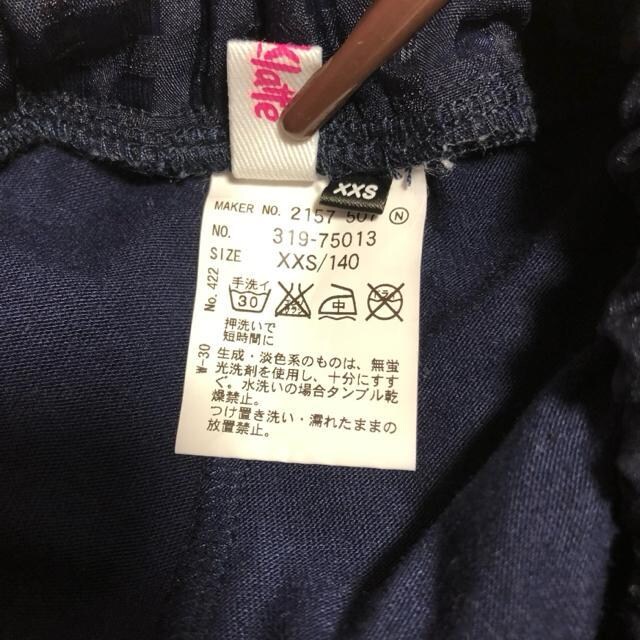 Klatte
XXS
MAKER NO. 2157 507 N
NO. 319-75013
SIZE XXS/140
No. 422
手洗イ
30
中
押洗いで
短時間に
W-30
生成・淡色系のものは、無蛍
光洗剤を使用し、十分にすす
ぐ。水洗いの場合タンブル乾
燥禁止。
つけ置き洗い・濡れたままの
放置禁止。